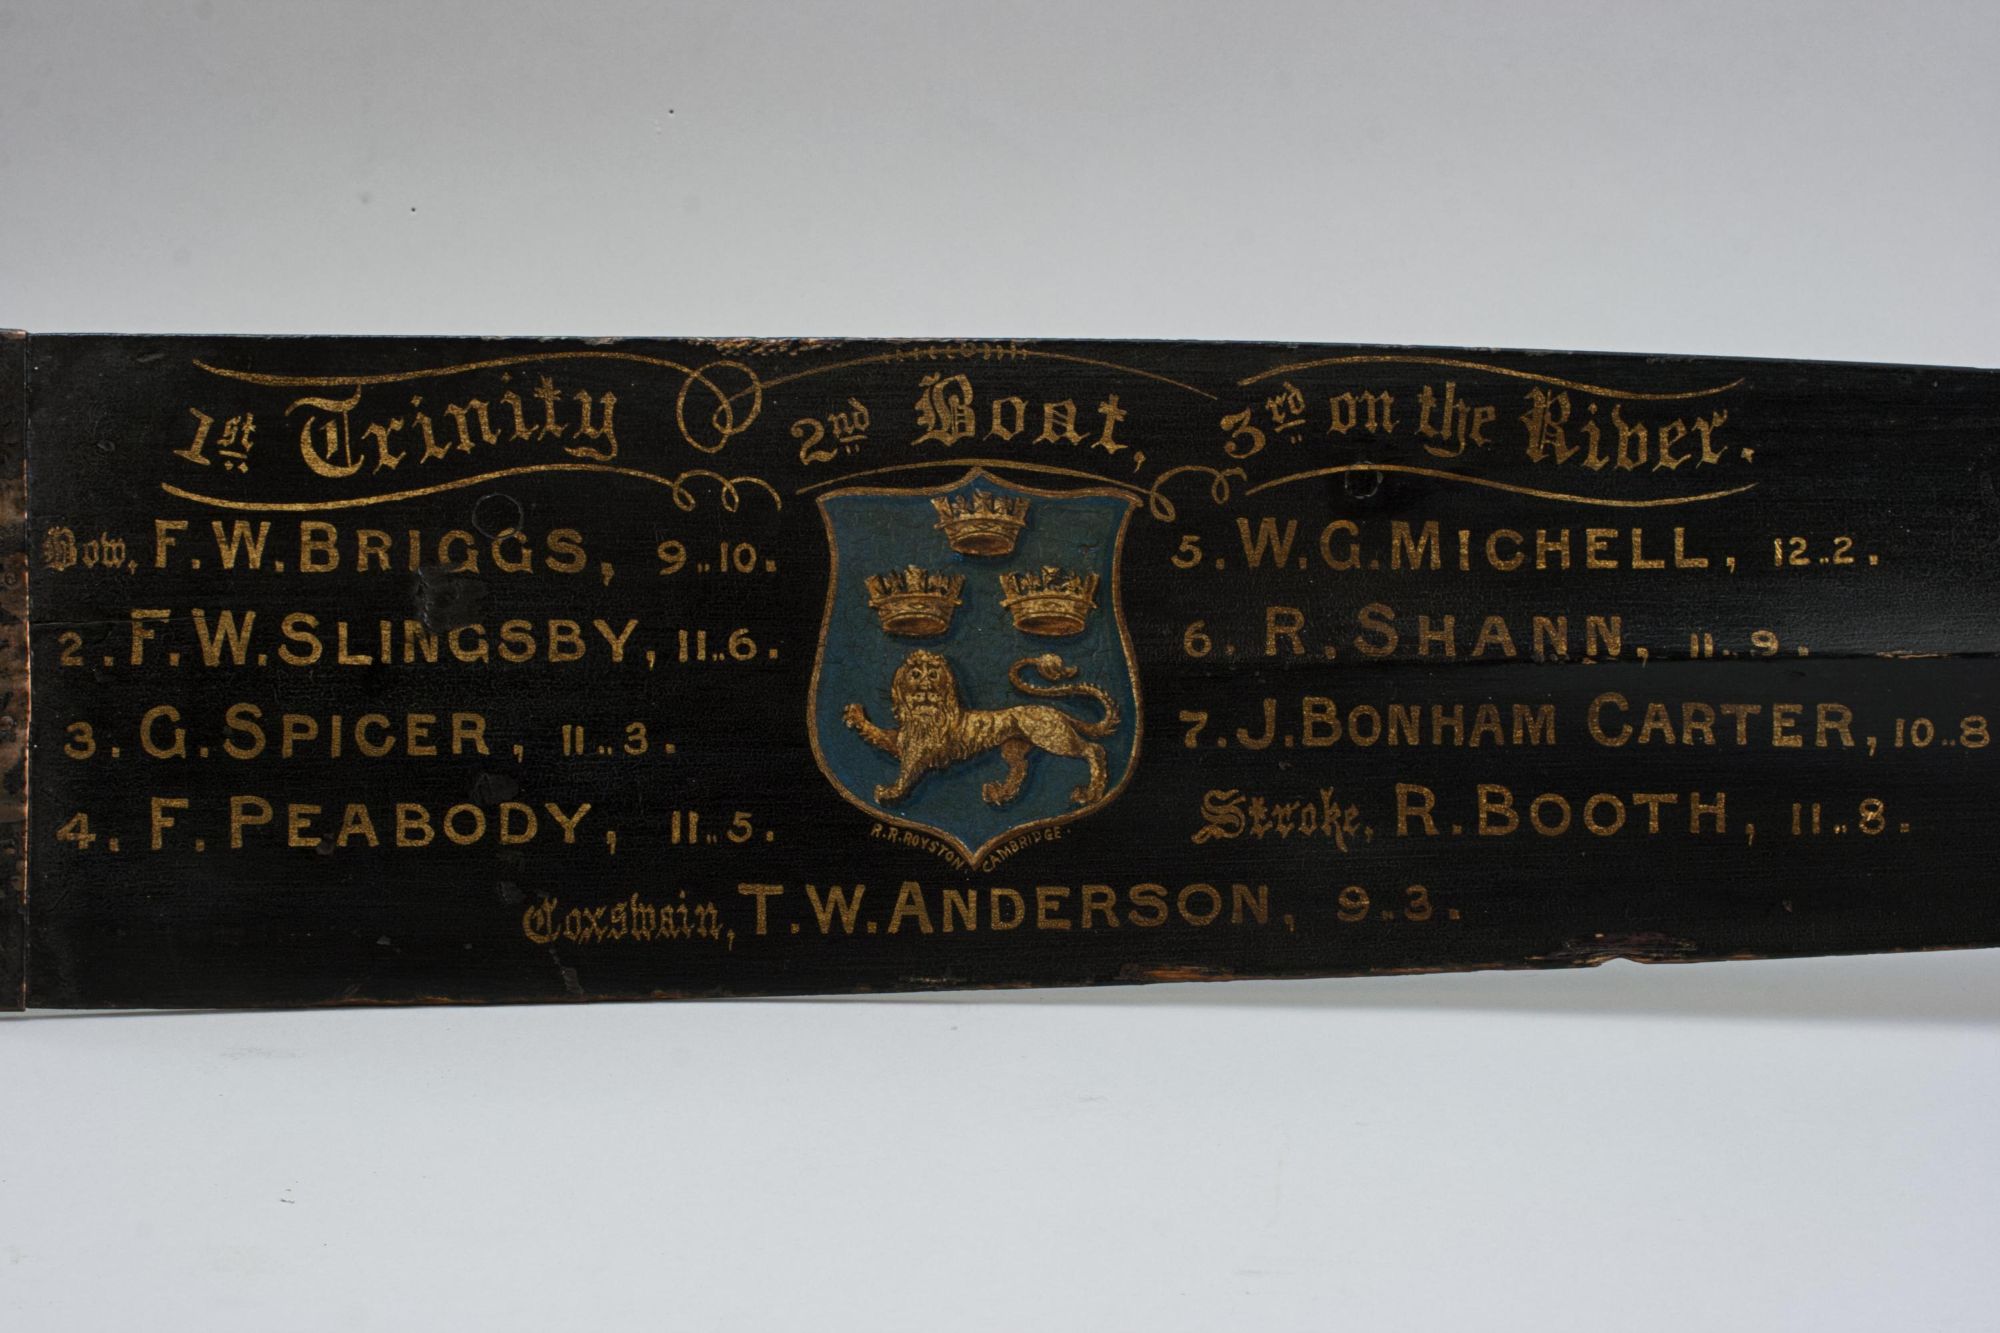 1st Trinity 2nd Boat, 3rd on the River.
Bow, F. W. BRIGGS, 9..10.
2. F. W. SLINGSBY, 11..6.
3. G. SPICER, 11..3.
4. F. PEABODY, 11..5.
5. W. G. MICHELL, 12..2.
6. R. SHANN, 11..9.
7. J. BONHAM CARTER, 10..8
Stroke, R. BOOTH, 11..8.
R. R. ROYSTON, CAMBRIDGE.
Coxswain, T. W. ANDERSON, 9..3.